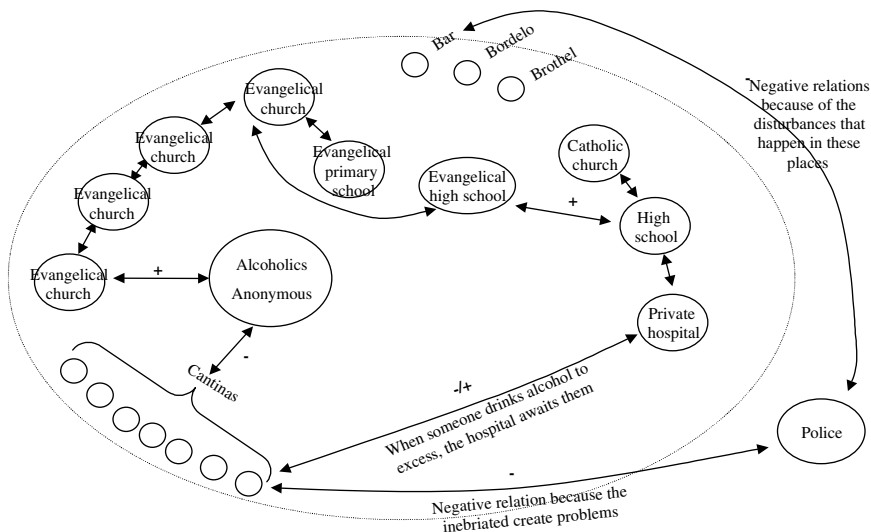 Bar
Bordelo
Brothel
-
Negative relations
because of the
disturbances that
happen in these
places
Evangelical
church
Evangelical
church
Evangelical
primary
school
Catholic
church
Evangelical
high school
+
High
school
Evangelical
church
Evangelical
church
+
Alcoholics
Anonymous
Private
hospital
-
Cantinas
-/+
When someone drinks alcohol to
excess, the hospital awaits them
Police
-
Negative relation because the
inebriated create problems